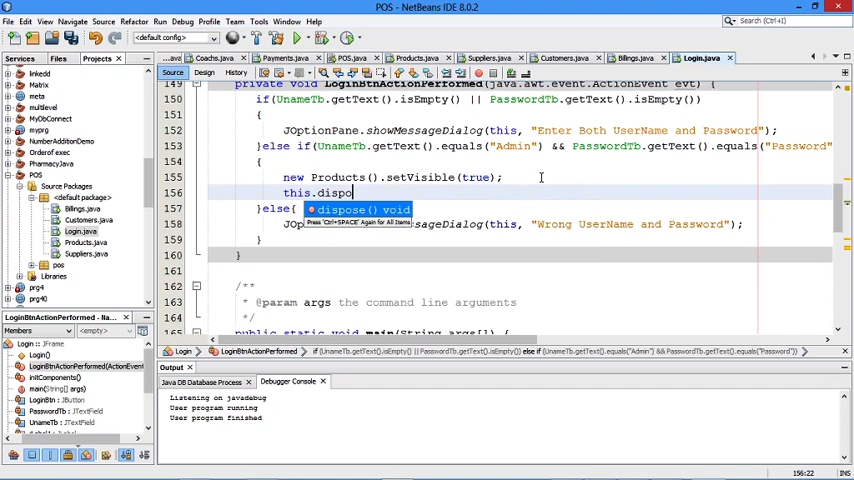 POS - NetBeans IDE 8.0.2
File Edit View Navigate Source Refactor Run Debug Profile Team Tools Window Help
Search (Ctrl+I)
<default config>
Services Files Projects
...ava Coachs.java Payments.java POS.java Products.java Suppliers.java Customers.java Billings.java Login.java
Source Design History
linkedd
Matrix
meta
multilevel
MyDbConnect
myprg
NumberAdditionDemo
Orderof exec
PharmacyJava
POS
Source Packages
<default package>
Billings.java
Customers.java
Login.java
Products.java
Suppliers.java
pos
Libraries
prg4
prg40
149 private void LoginBtnActionPerformed(java.awt.event.ActionEvent evt) {
150 if(UnameTb.getText().isEmpty() || PasswordTb.getText().isEmpty())
151 {
152 JOptionPane.showMessageDialog(this, "Enter Both UserName and Password");
153 }else if(UnameTb.getText().equals("Admin") && PasswordTb.getText().equals("Password"
154 {
155 new Products().setVisible(true);
156 this.dispo
157 }else{
158 JOp
sageDialog(this, "Wrong UserName and Password");
159 }
160 }
161
162 /**
163 * @param args the command line arguments
164 */
165 public static void main(String args[]) {
dispose() void
Press 'Ctrl+SPACE' Again for All Items
Login LoginBtnActionPerformed if (UnameTb.getText().isEmpty() || PasswordTb.getText().isEmpty()) else if (UnameTb.getText().equals("Admin") && PasswordTb.getText().equals("Password")
LoginBtnActionPerformed - Na...
Members <empty>
Login :: JFrame
Login()
LoginBtnActionPerformed(ActionEvent
initComponents()
main(String[] args)
LoginBtn : JButton
PasswordTb : JTextField
UnameTb : JTextField
Output
Java DB Database Process Debugger Console
Listening on javadebug
User program running
User program finished
156:22 INS